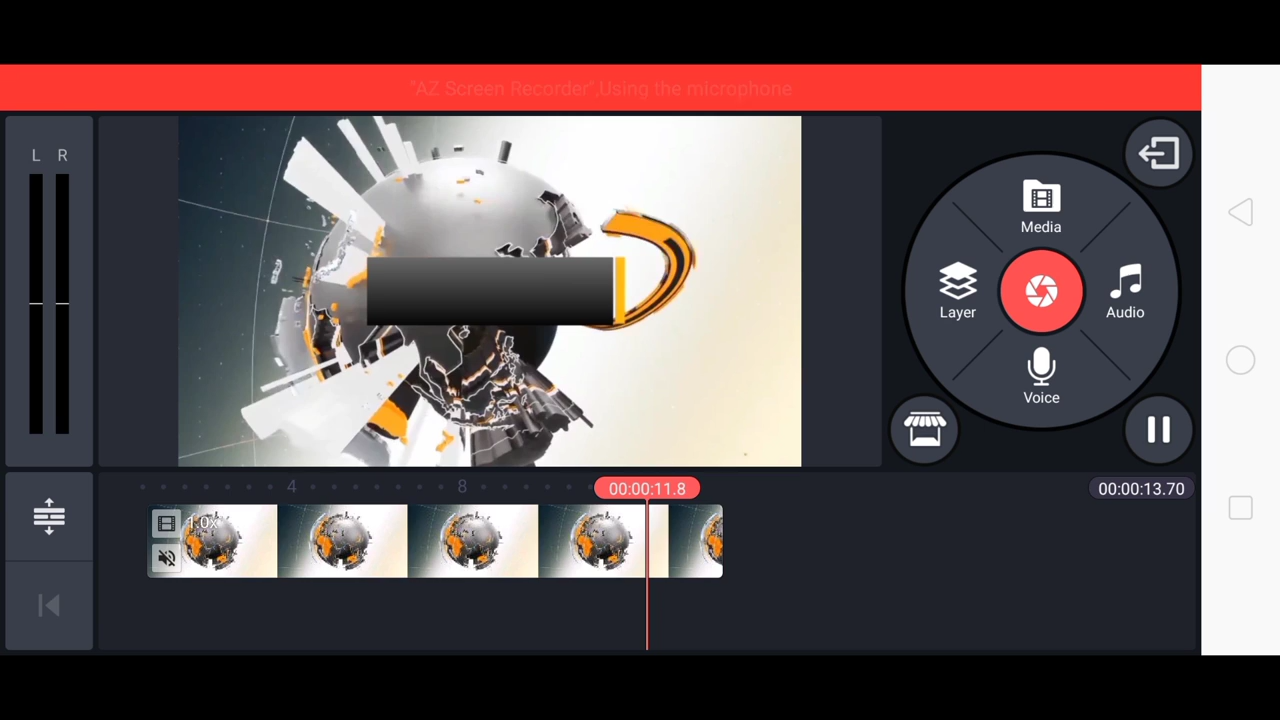 "AZ Screen Recorder",Using the microphone
L R
Media
Layer
Audio
Voice
4 8 00:00:11.8 00:00:13.70
1.0x